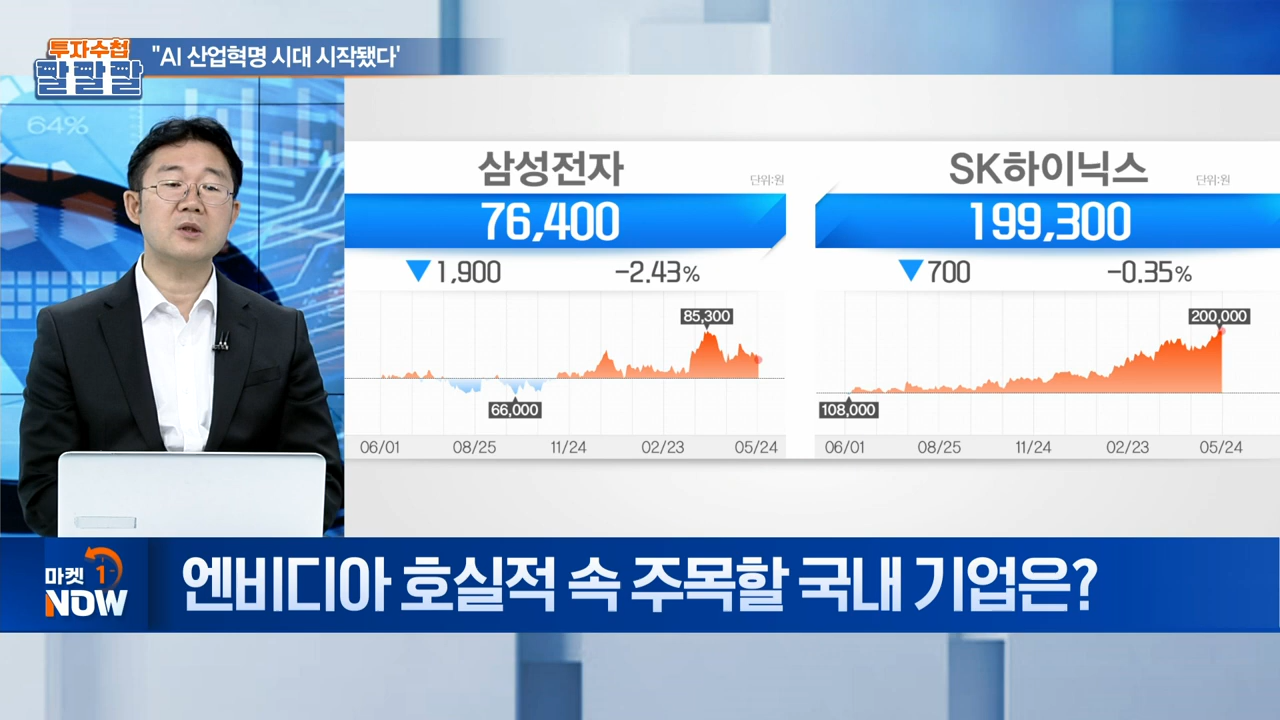 투자수첩
팔팔팔
"AI 산업혁명 시대 시작됐다'
64%
삼성전자
단위:원
76,400
▼1,900 -2.43%
85,300
66,000
06/01 08/25 11/24 02/23 05/24
SK하이닉스
단위:원
199,300
▼700 -0.35%
200,000
108,000
06/01 08/25 11/24 02/23 05/24
마켓 1
NOW
엔비디아 호실적 속 주목할 국내 기업은?